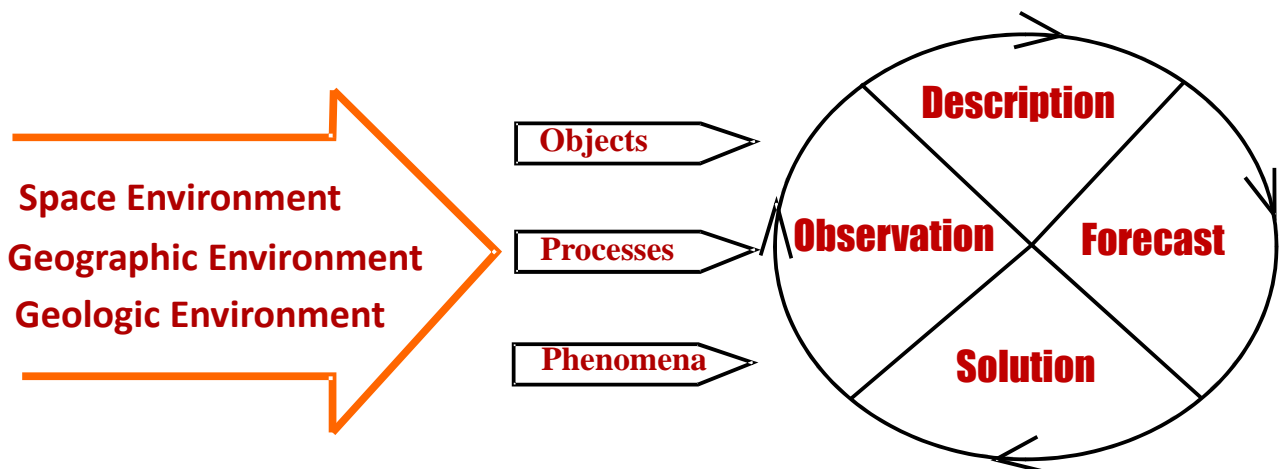 Space Environment
Geographic Environment
Geologic Environment
Objects
Processes
Phenomena
Description
Observation
Forecast
Solution